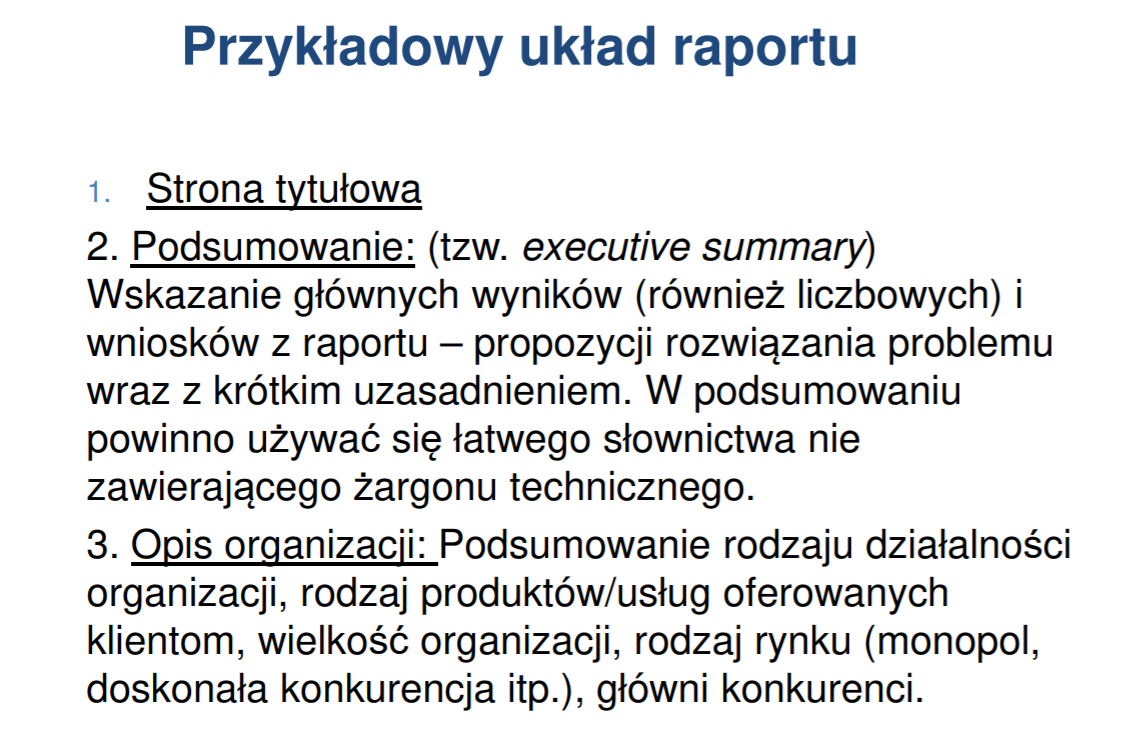 Przykładowy układ raportu
1. Strona tytułowa
2. Podsumowanie: (tzw. executive summary)
Wskazanie głównych wyników (również liczbowych) i
wniosków z raportu – propozycji rozwiązania problemu
wraz z krótkim uzasadnieniem. W podsumowaniu
powinno używać się łatwego słownictwa nie
zawierającego żargonu technicznego.
3. Opis organizacji: Podsumowanie rodzaju działalności
organizacji, rodzaj produktów/usług oferowanych
klientom, wielkość organizacji, rodzaj rynku (monopol,
doskonała konkurencja itp.), główni konkurenci.